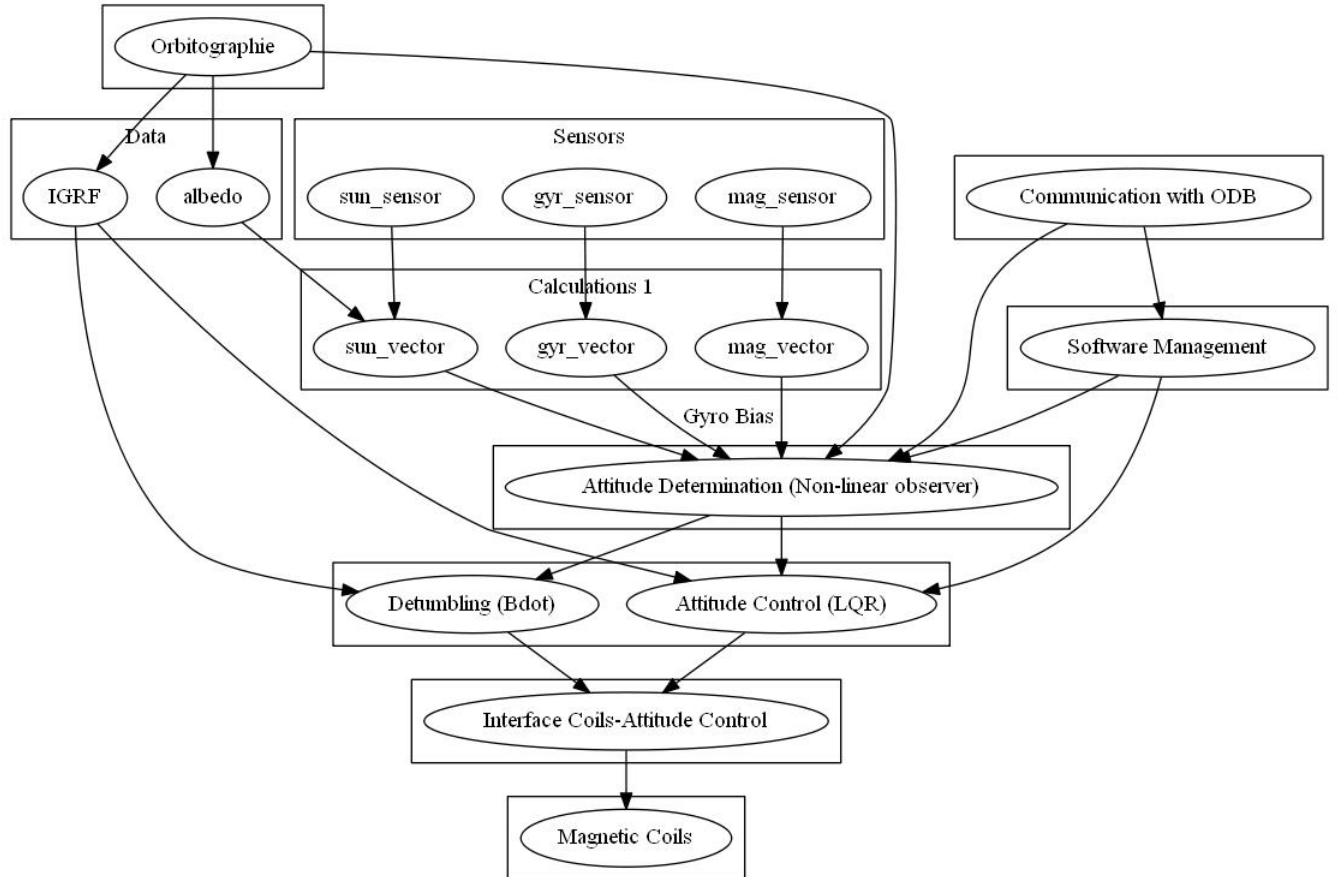 Orbitographie
Data
Sensors
IGRF
albedo
sun_sensor
gyr_sensor
mag_sensor
Communication with ODB
Calculations 1
sun_vector
gyr_vector
mag_vector
Software Management
Gyro Bias
Attitude Determination (Non-linear observer)
Detumbling (Bdot)
Attitude Control (LQR)
Interface Coils-Attitude Control
Magnetic Coils